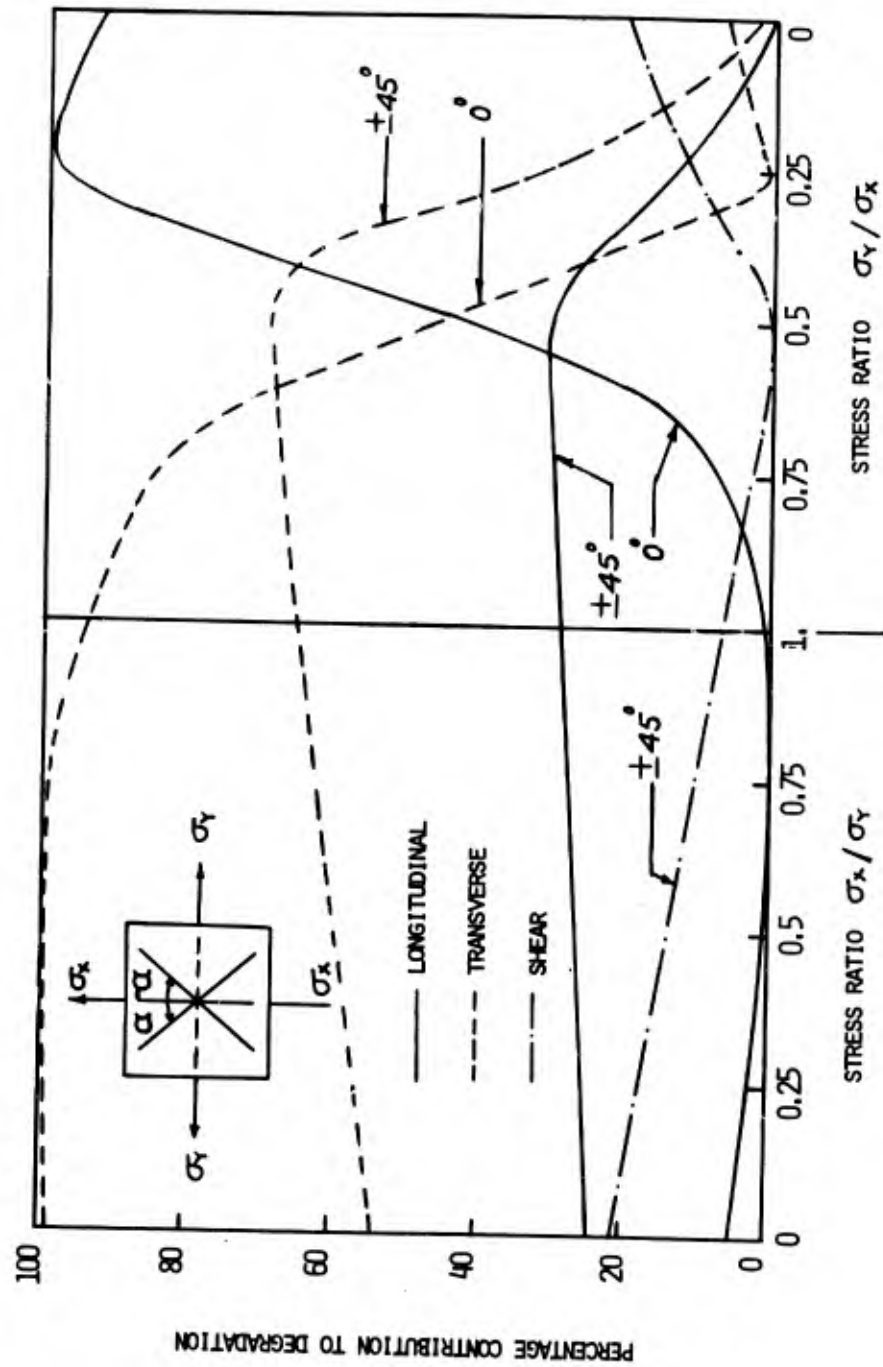 PERCENTAGE CONTRIBUTION TO DEGRADATION
100
80
60
40
20
0
σx
α α
σY
σY
σx
LONGITUDINAL
TRANSVERSE
SHEAR
±45°
0°
±45°
0°
±45°
0 0.25 0.5 0.75 1. 0.75 0.5 0.25 0
STRESS RATIO σx/σY
STRESS RATIO σY/σx